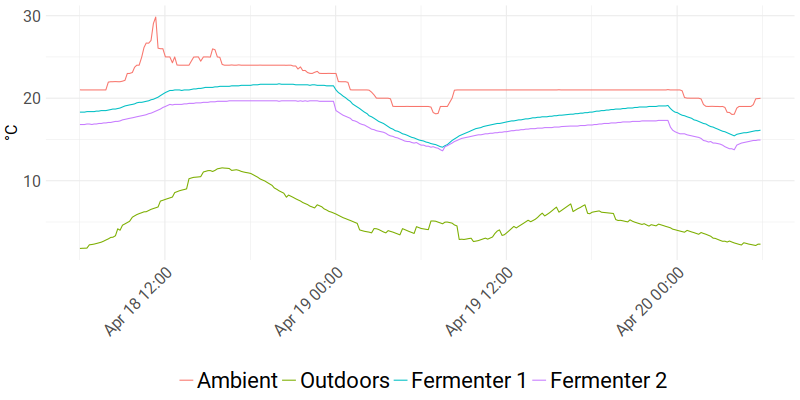 30
20
10
°C
Apr 18 12:00
Apr 19 00:00
Apr 19 12:00
Apr 20 00:00
Ambient Outdoors Fermenter 1 Fermenter 2